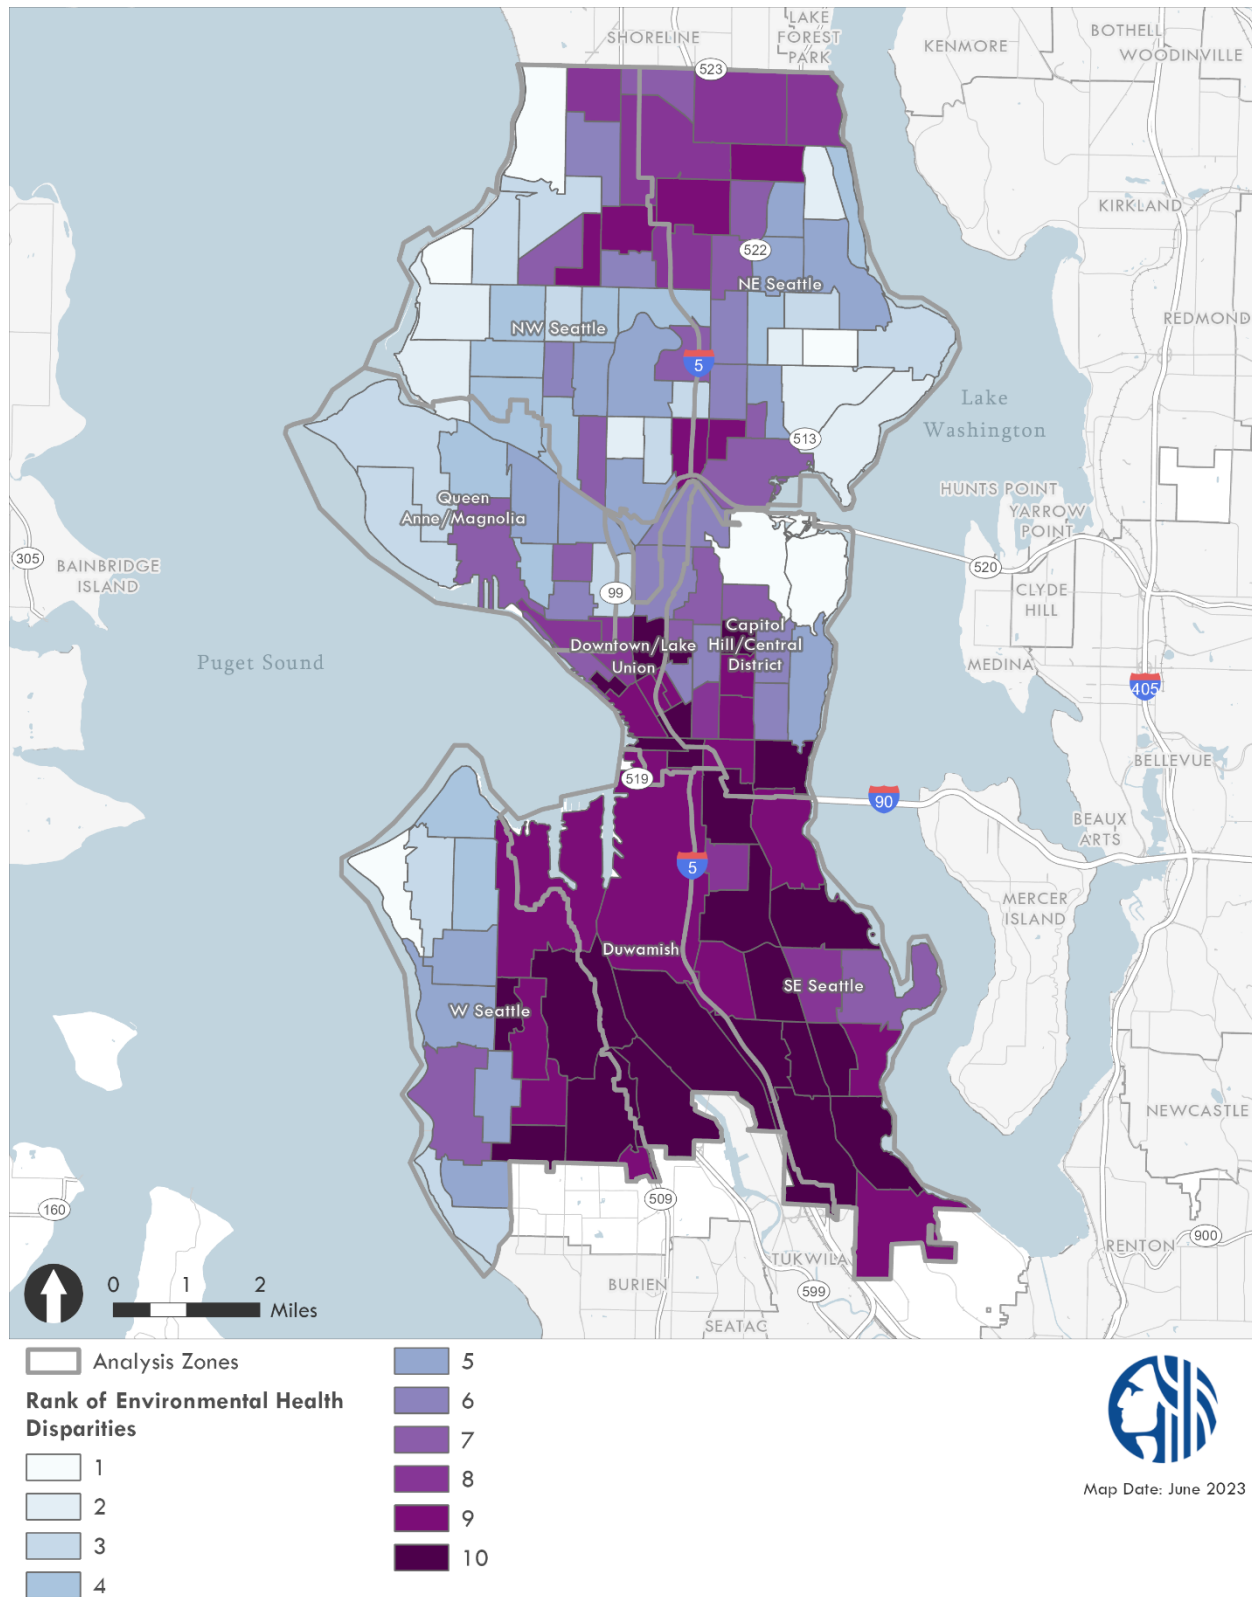 SHORELINE
LAKE
FOREST
PARK
KENMORE
BOTHELL
WOODINVILLE
523
KIRKLAND
522
NE Seattle
REDMOND
NW Seattle
5
Lake
Washington
513
Queen
Anne/Magnolia
HUNTS POINT
YARROW
POINT
305
BAINBRIDGE
ISLAND
520
99
CLYDE
HILL
Capitol
Hill/Central
District
Downtown/Lake
Union
Puget Sound
MEDINA
405
BELLEVUE
519
90
BEAUX
ARTS
5
MERCER
ISLAND
Duwamish
SE Seattle
W Seattle
NEWCASTLE
160
509
TUKWILA
RENTON
900
599
BURIEN
SEATAC
0 1 2
Miles
Analysis Zones
Rank of Environmental Health
Disparities
1
2
3
4
5
6
7
8
9
10
Map Date: June 2023